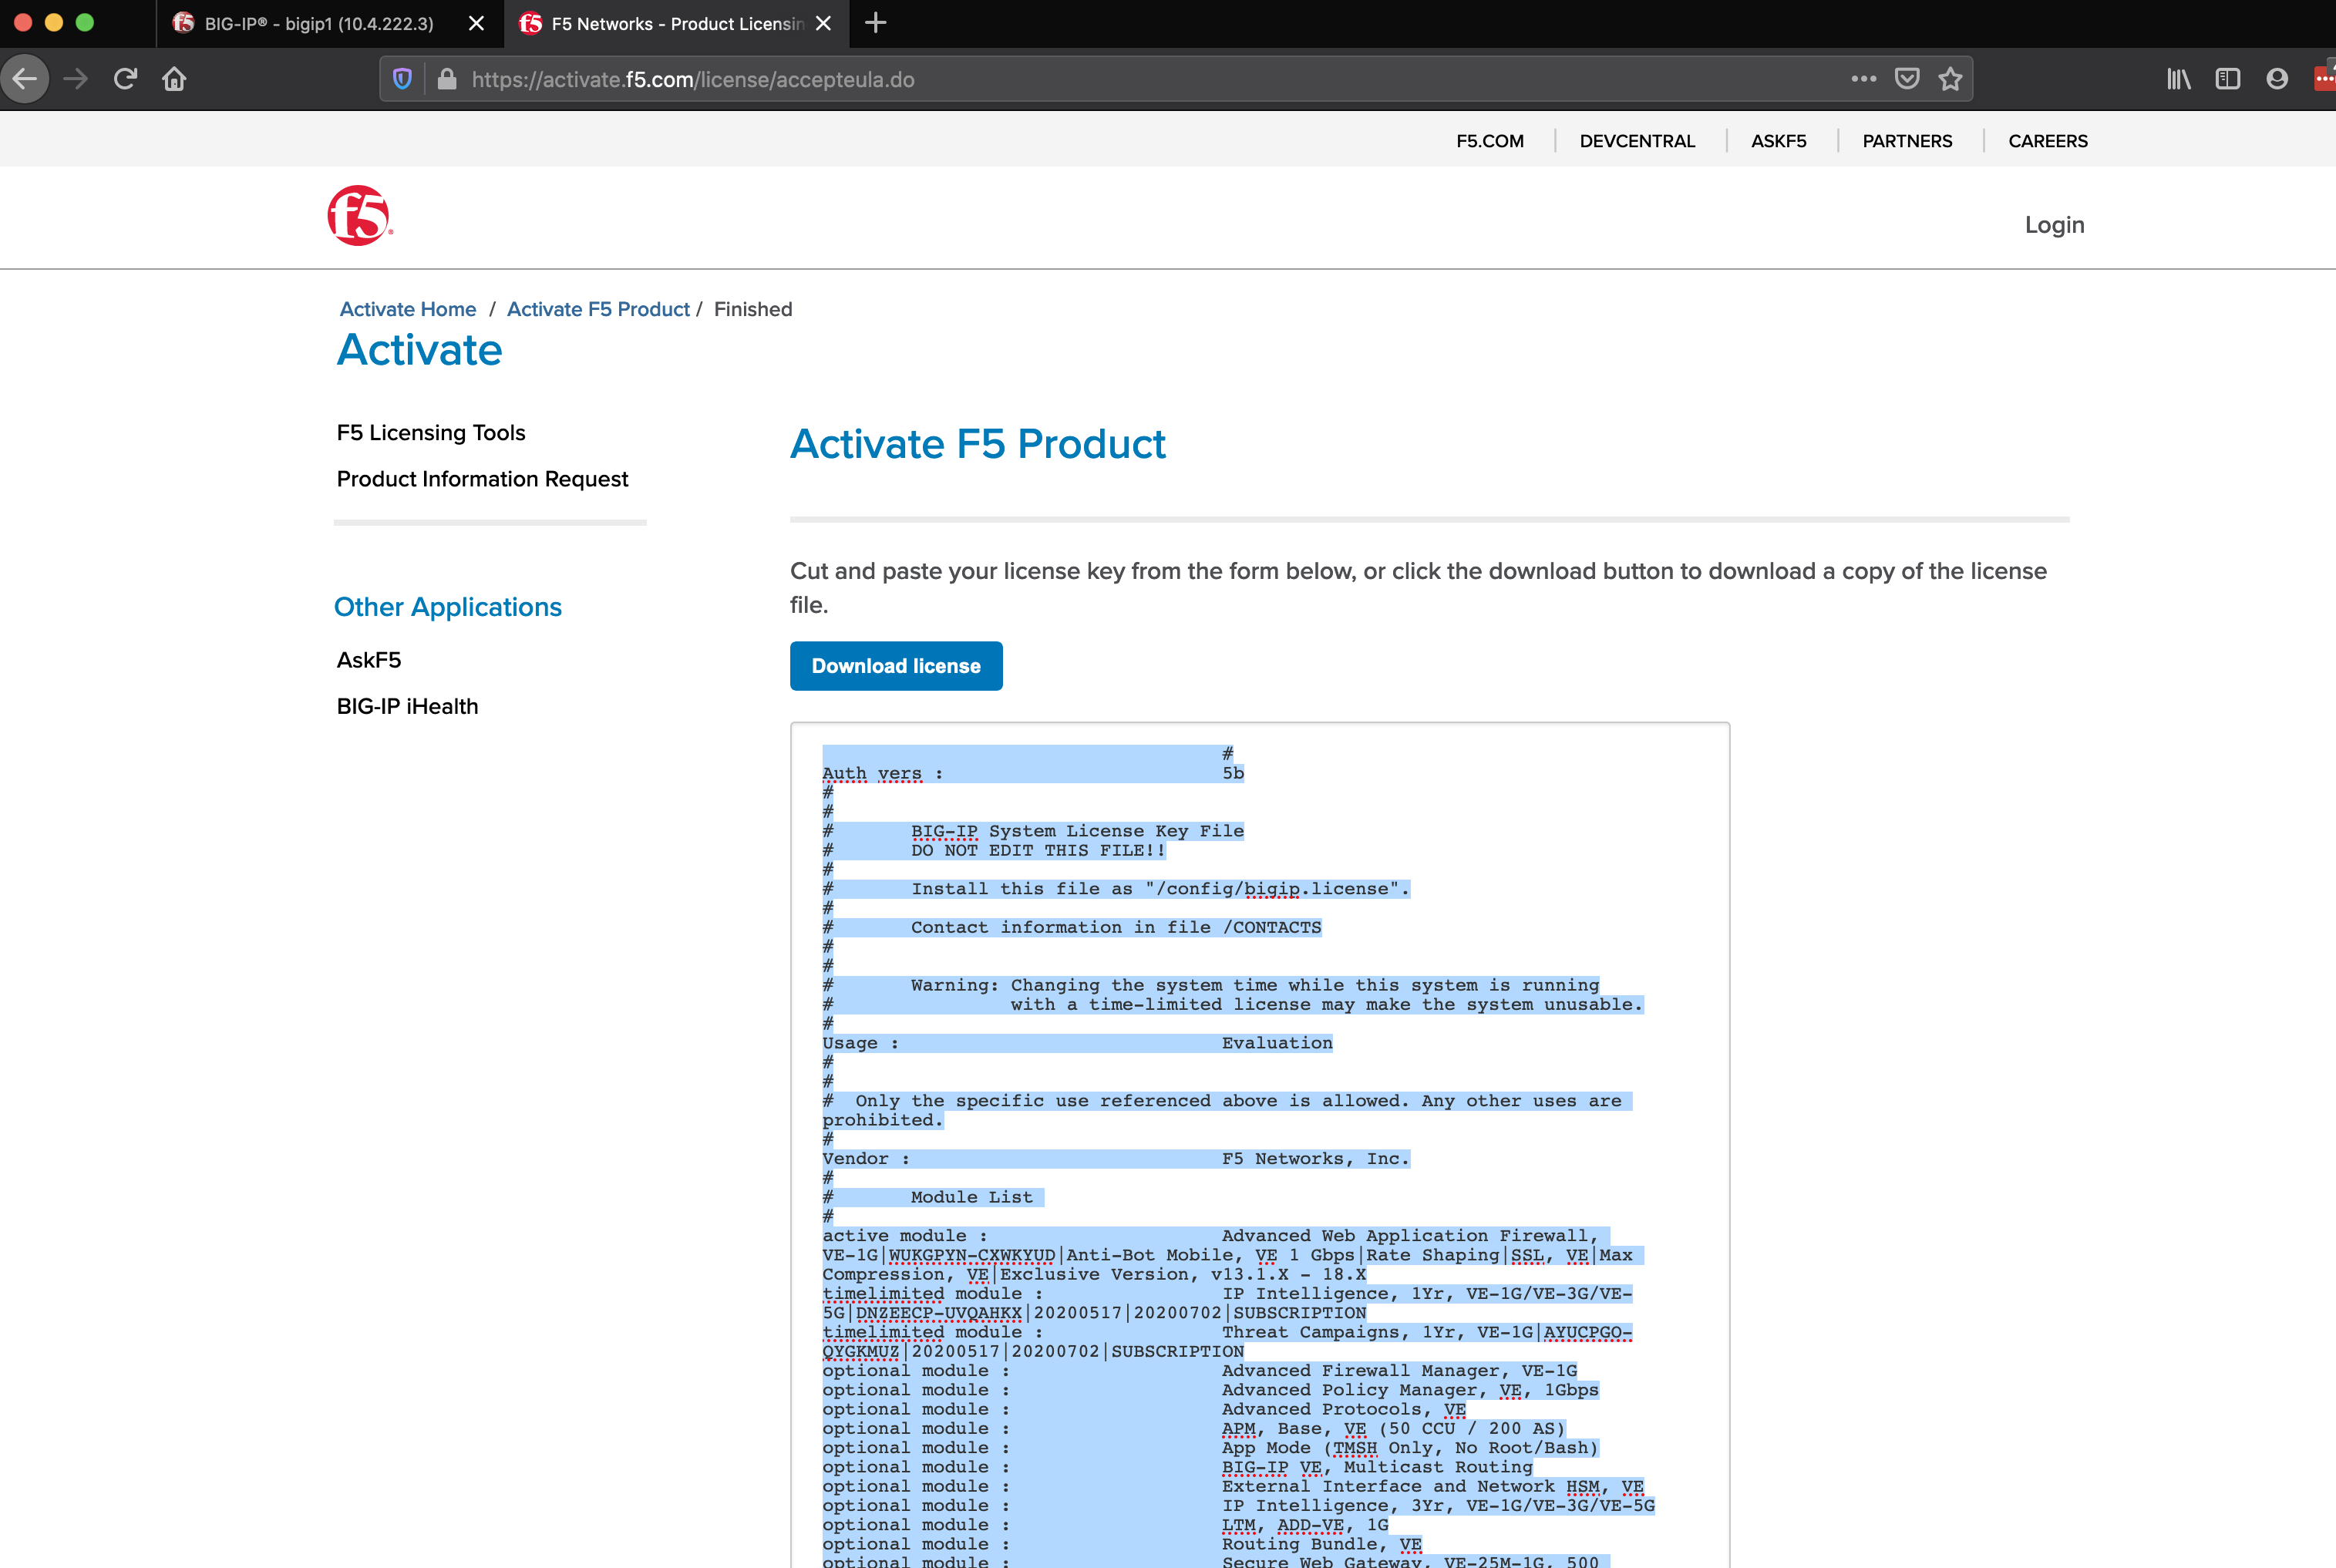 BIG-IP® - bigip1 (10.4.222.3)
F5 Networks - Product Licensin
https://activate.f5.com/license/accepteula.do
F5.COM
DEVCENTRAL
ASKF5
PARTNERS
CAREERS
f5
Login
Activate Home / Activate F5 Product / Finished
Activate
F5 Licensing Tools
Product Information Request
Other Applications
AskF5
BIG-IP iHealth
Activate F5 Product
Cut and paste your license key from the form below, or click the download button to download a copy of the license
file.
Download license
#
Auth vers : 5b
#
#
# BIG-IP System License Key File
# DO NOT EDIT THIS FILE!!
#
# Install this file as "/config/bigip.license".
#
# Contact information in file /CONTACTS
#
#
# Warning: Changing the system time while this system is running
# with a time-limited license may make the system unusable.
#
Usage : Evaluation
#
#
# Only the specific use referenced above is allowed. Any other uses are
prohibited.
#
Vendor : F5 Networks, Inc.
#
# Module List
#
active module : Advanced Web Application Firewall,
VE-1G|WUKGPYN-CXWKYUD|Anti-Bot Mobile, VE 1 Gbps|Rate Shaping|SSL, VE|Max
Compression, VE|Exclusive Version, v13.1.X - 18.X
timelimited module : IP Intelligence, 1Yr, VE-1G/VE-3G/VE-
5G|DNZEECP-UVQAHKX|20200517|20200702|SUBSCRIPTION
timelimited module : Threat Campaigns, 1Yr, VE-1G|AYUCPGO-
QYGKMUZ|20200517|20200702|SUBSCRIPTION
optional module : Advanced Firewall Manager, VE-1G
optional module : Advanced Policy Manager, VE, 1Gbps
optional module : Advanced Protocols, VE
optional module : APM, Base, VE (50 CCU / 200 AS)
optional module : App Mode (TMSH Only, No Root/Bash)
optional module : BIG-IP VE, Multicast Routing
optional module : External Interface and Network HSM, VE
optional module : IP Intelligence, 3Yr, VE-1G/VE-3G/VE-5G
optional module : LTM, ADD-VE, 1G
optional module : Routing Bundle, VE
optional module : Secure Web Gateway, VE-25M-1G, 500